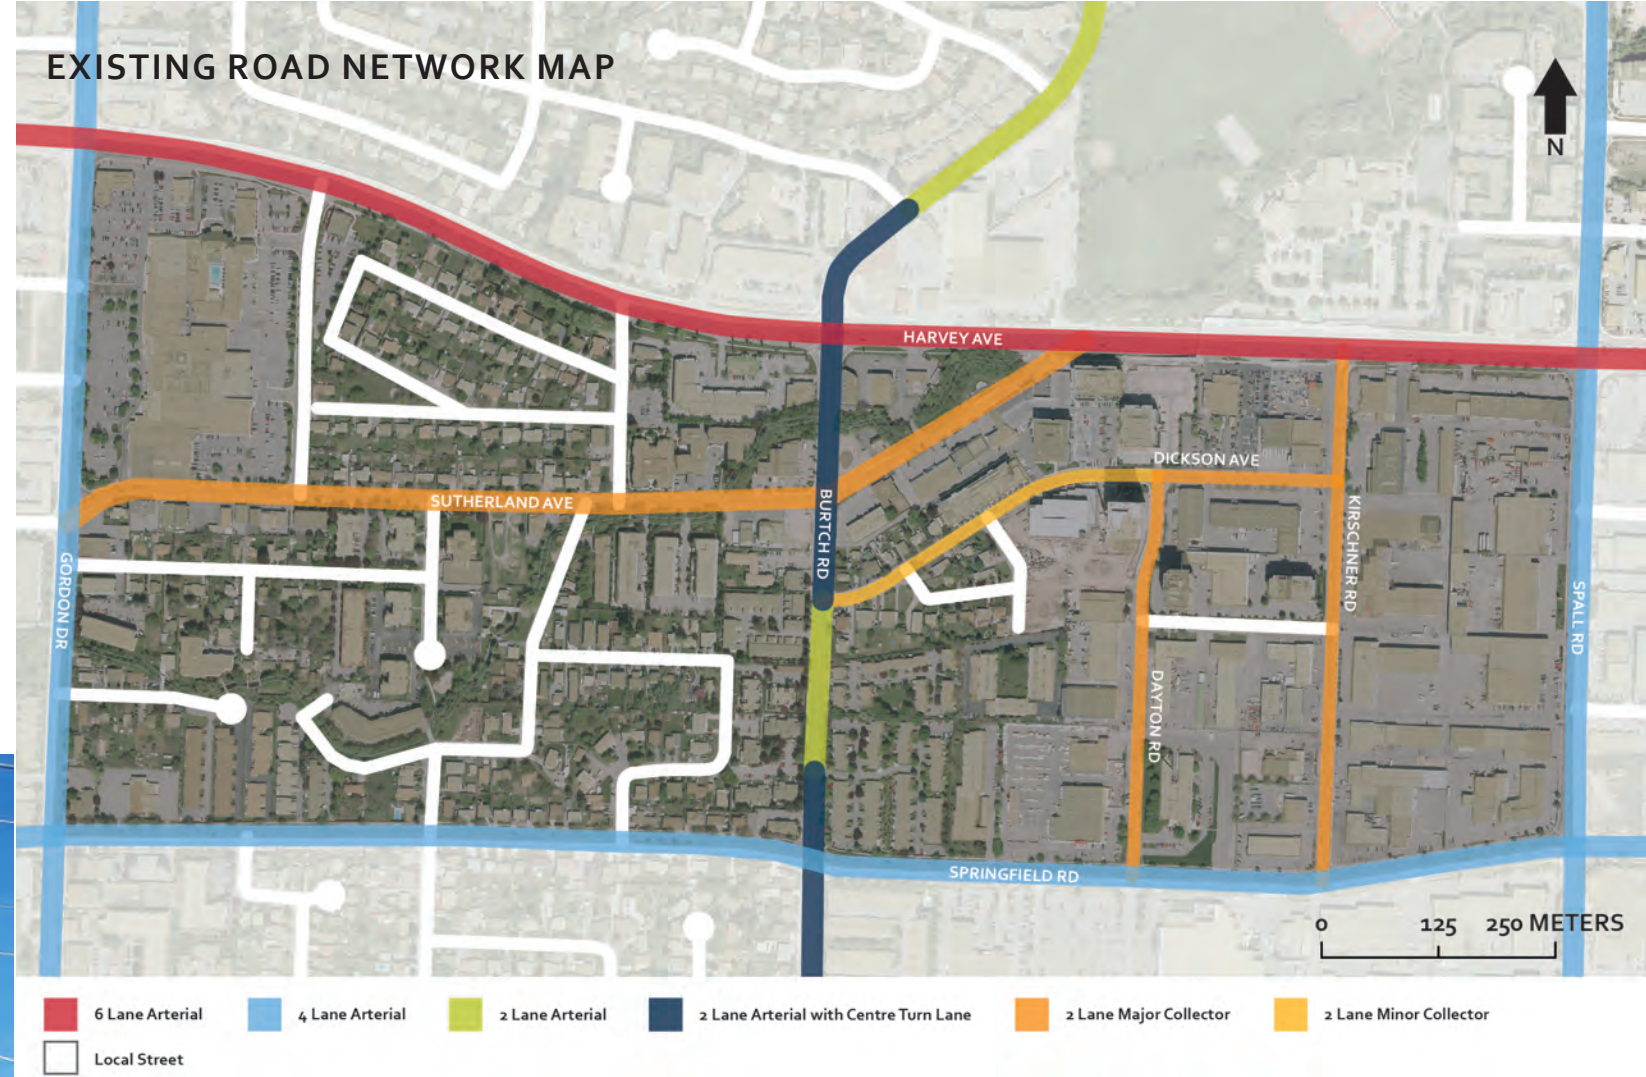 EXISTING ROAD NETWORK MAP
N
HARVEY AVE
DICKSON AVE
SUTHERLAND AVE
BURTCH RD
KIRSCHNER RD
GORDON DR
SPALL RD
DAYTON RD
SPRINGFIELD RD
0 125 250 METERS
6 Lane Arterial
4 Lane Arterial
2 Lane Arterial
2 Lane Arterial with Centre Turn Lane
2 Lane Major Collector
2 Lane Minor Collector
Local Street